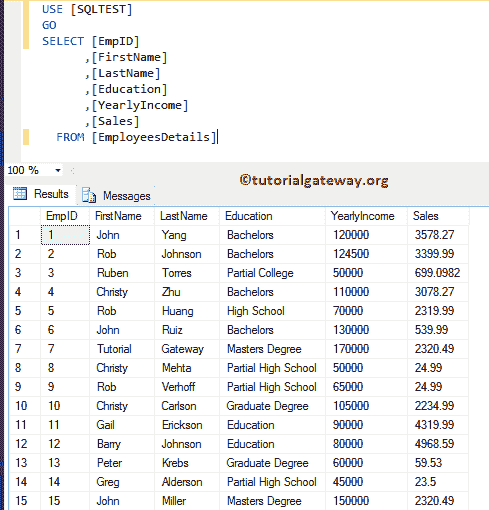 USE [SQLTEST]
GO
SELECT [EmpID]
,[FirstName]
,[LastName]
,[Education]
,[YearlyIncome]
,[Sales]
FROM [EmployeesDetails]
100 %
©tutorialgateway.org
Results Messages
EmpID FirstName LastName Education YearlyIncome Sales
1 1 John Yang Bachelors 120000 3578.27
2 2 Rob Johnson Bachelors 124500 3399.99
3 3 Ruben Torres Partial College 50000 699.0982
4 4 Christy Zhu Bachelors 110000 3078.27
5 5 Rob Huang High School 70000 2319.99
6 6 John Ruiz Bachelors 130000 539.99
7 7 Tutorial Gateway Masters Degree 170000 2320.49
8 8 Christy Mehta Partial High School 50000 24.99
9 9 Rob Verhoff Partial High School 65000 24.99
10 10 Christy Carlson Graduate Degree 105000 2234.99
11 11 Gail Erickson Education 90000 4319.99
12 12 Barry Johnson Education 80000 4968.59
13 13 Peter Krebs Graduate Degree 60000 59.53
14 14 Greg Alderson Partial High School 45000 23.5
15 15 John Miller Masters Degree 150000 2320.49